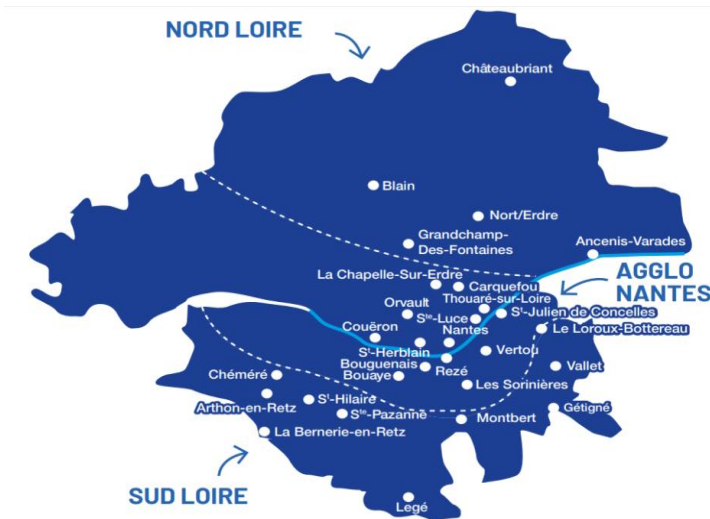 NORD LOIRE
Châteaubriant
Blain
Nort/Erdre
Grandchamp-
Des-Fontaines
Ancenis-Varades
La Chapelle-Sur-Erdre
Carquefou
AGGLO
NANTES
Thouaré-sur-Loire
Orvault
Sᵗᵉ-Luce
Sᵗ-Julien de Concelles
Couëron
Nantes
Le Loroux-Bottereau
Sᵗ-Herblain
Vertou
Bouguenais
Rezé
Vallet
Chéméré
Bouaye
Les Sorinières
Arthon-en-Retz
Sᵗ-Hilaire
Sᵗᵉ-Pazanne
Montbert
Gétigné
La Bernerie-en-Retz
SUD LOIRE
Legé